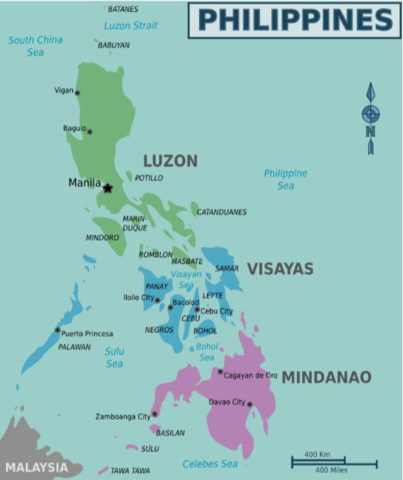 BATANES
PHILIPPINES
Luzon Strait
South China
Sea
BABUYAN
Vigan
Baguio
N
LUZON
POTILLO
Manila
Philippine
Sea
CATANDUANES
MARIN-
DUQUE
MINDORO
ROMBLON
MASBATE
SAMAR
VISAYAS
Visayan
Sea
PANAY
Iloilo City
Bacolod
LEYTE
Cebu City
CEBU
NEGROS
BOHOL
Puerto Princesa
PALAWAN
Sulu
Sea
Bohol
Sea
Cagayan de Oro
MINDANAO
Davao City
Zamboanga City
BASILAN
SULU
Celebes Sea
400 Km
400 Miles
MALAYSIA
TAWA TAWA